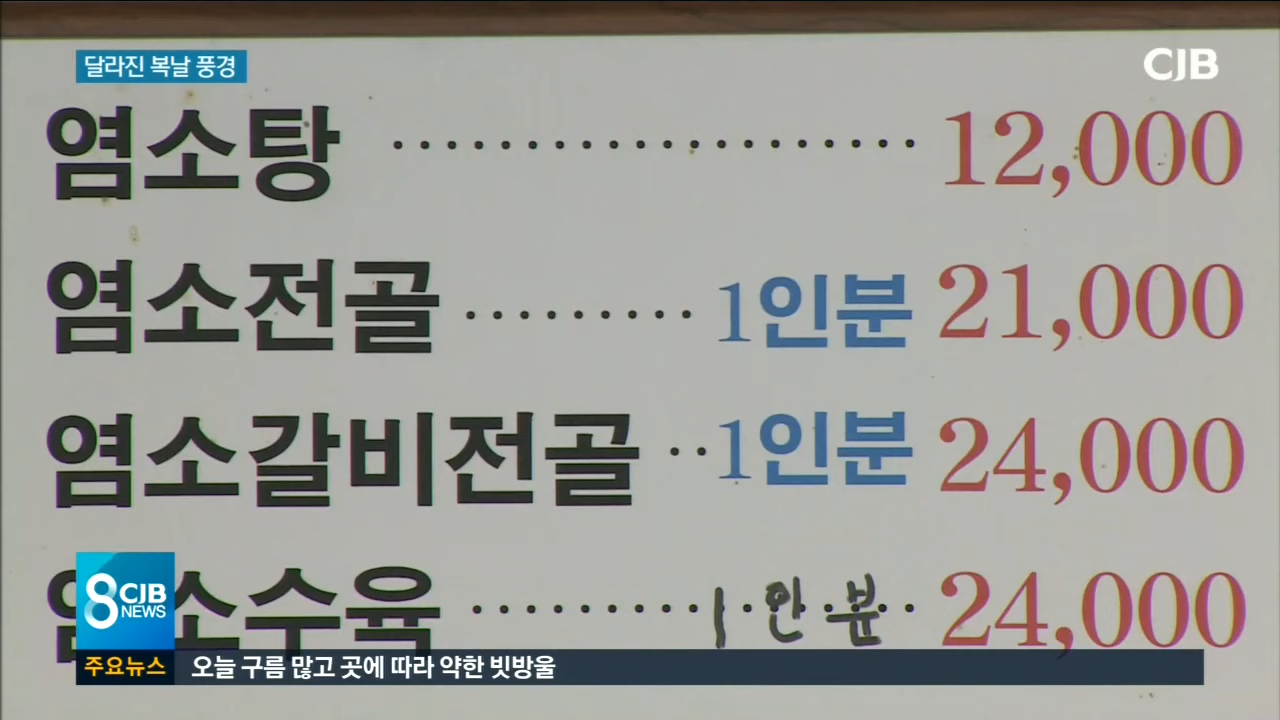 달라진 복날 풍경
CJB
염소탕 ···················· 12,000
염소전골 ········· 1인분 21,000
염소갈비전골 ··1인분 24,000
염소수육 ·········1인분 24,000
8 CJB NEWS
주요뉴스 오늘 구름 많고 곳에 따라 약한 빗방울